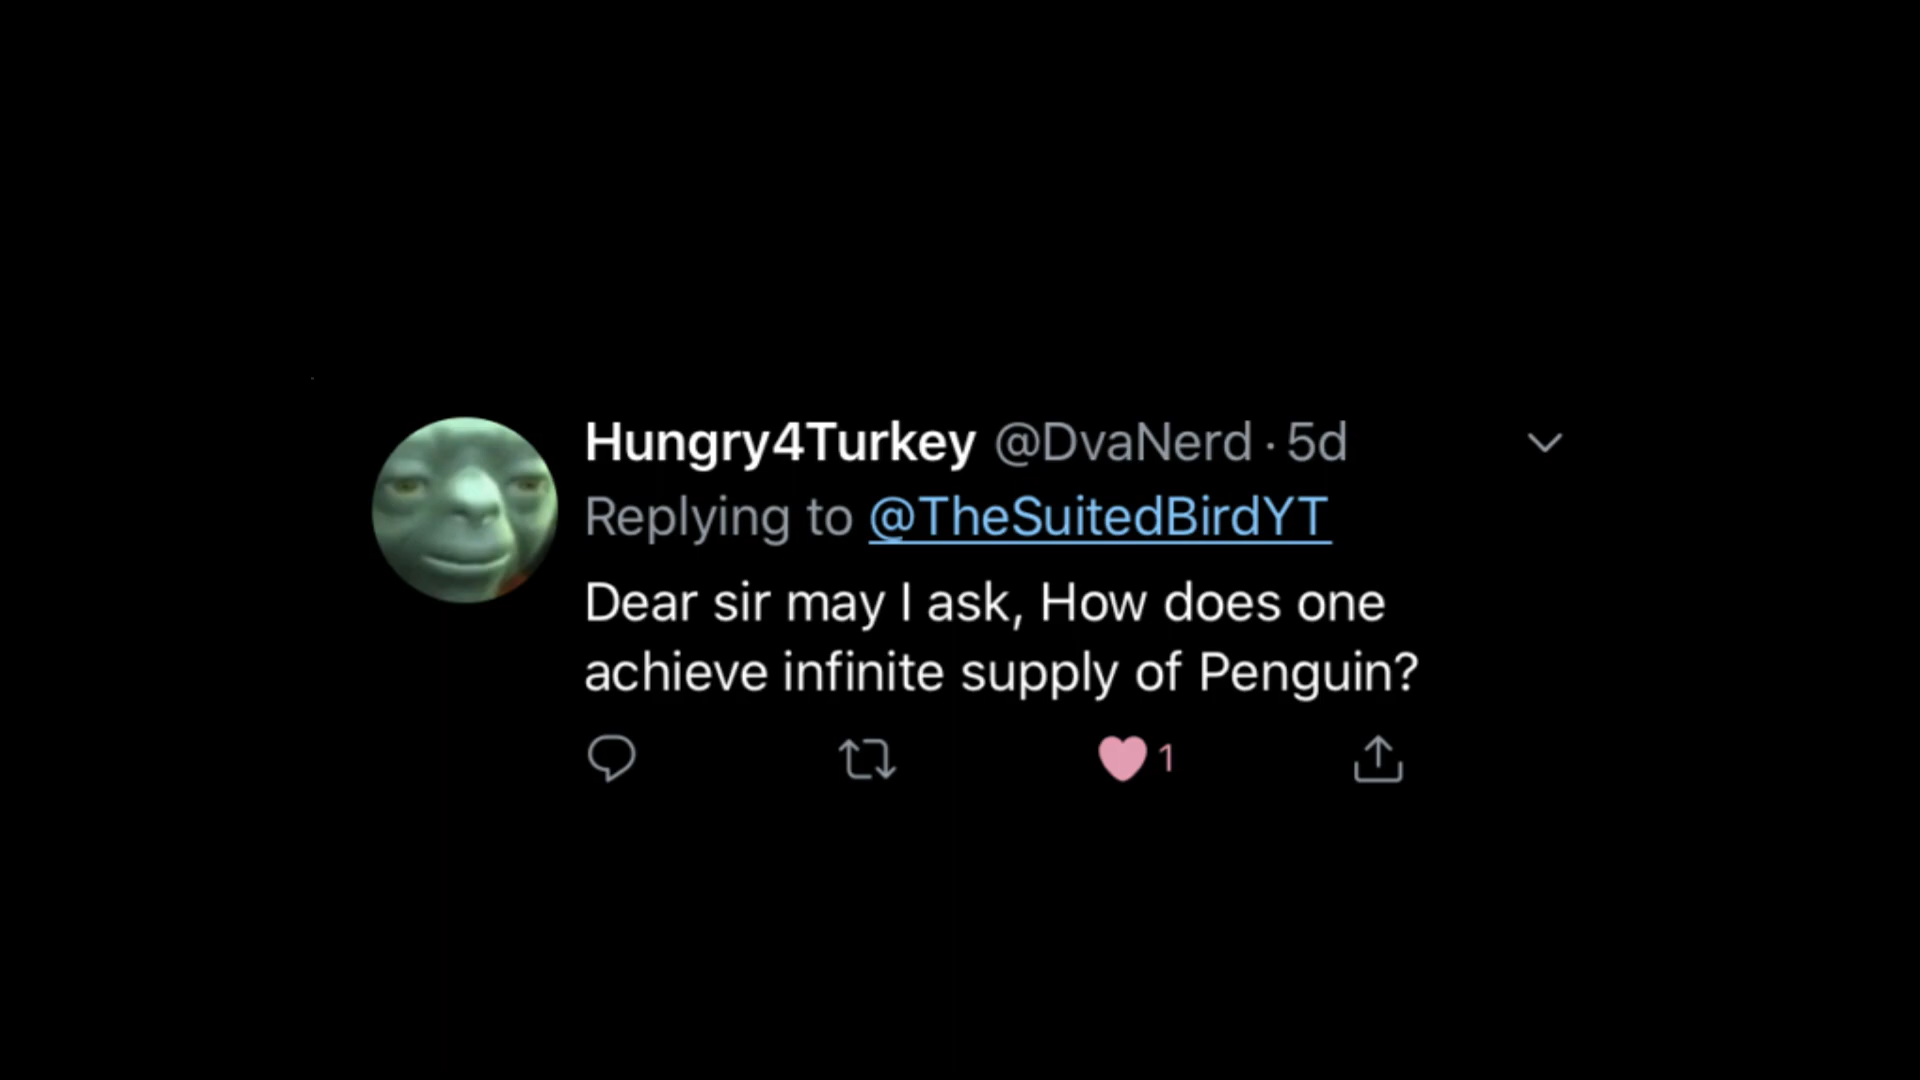 Hungry4Turkey @DvaNerd · 5d
Replying to @TheSuitedBirdYT
Dear sir may I ask, How does one
achieve infinite supply of Penguin?
1